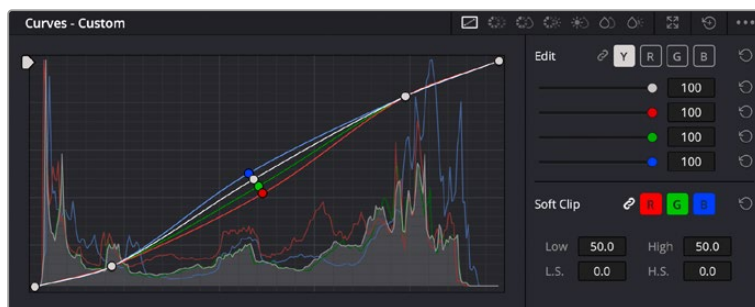 Curves - Custom
Edit Y R G B
100
100
100
100
Soft Clip R G B
Low 50.0 High 50.0
L.S. 0.0 H.S. 0.0